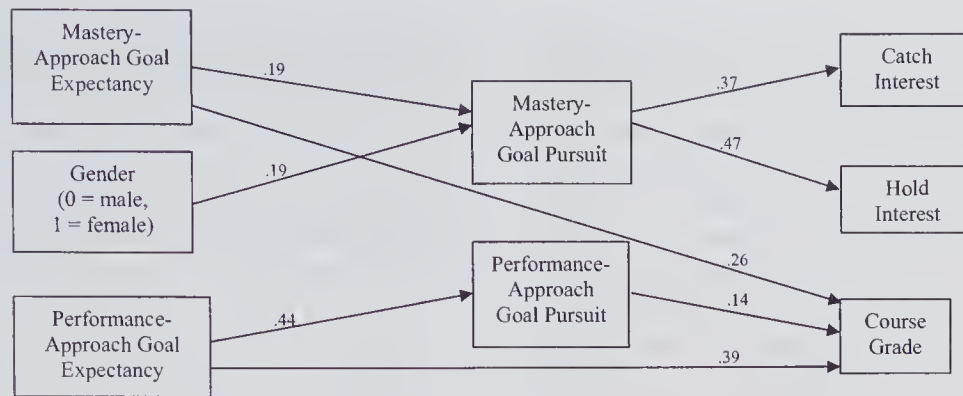 Mastery-
Approach Goal
Expectancy
Gender
(0 = male,
1 = female)
Performance-
Approach Goal
Expectancy
.19
.19
.44
Mastery-
Approach
Goal Pursuit
Performance-
Approach
Goal Pursuit
.37
.47
.26
.14
.39
Catch
Interest
Hold
Interest
Course
Grade